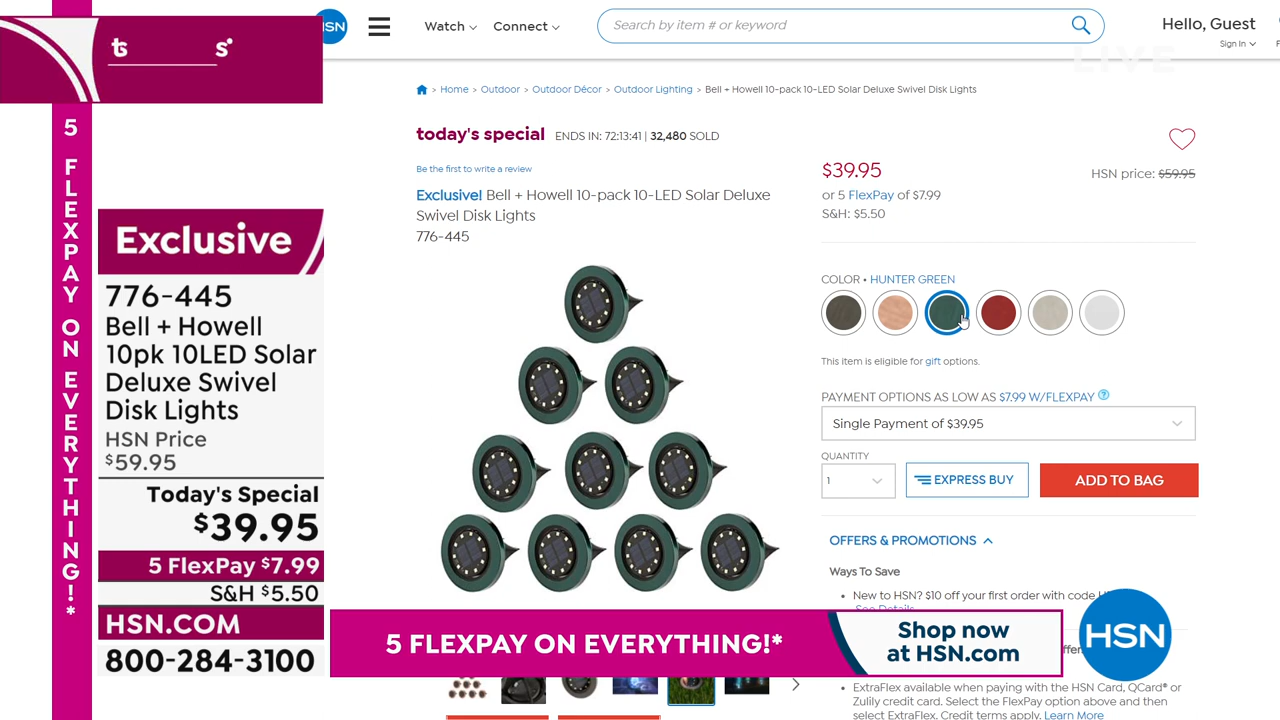 ts s
5 FLEXPAY ON EVERYTHING!*
Exclusive
776-445
Bell + Howell
10pk 10LED Solar
Deluxe Swivel
Disk Lights
HSN Price
$59.95
Today's Special
$39.95
5 FlexPay $7.99
S&H $5.50
HSN.COM
800-284-3100
HSN
Watch
Connect
Search by item # or keyword
Hello, Guest
Sign In
LIVE
Home > Outdoor > Outdoor Décor > Outdoor Lighting > Bell + Howell 10-pack 10-LED Solar Deluxe Swivel Disk Lights
today's special ENDS IN: 72:13:41 | 32,480 SOLD
Be the first to write a review
Exclusive! Bell + Howell 10-pack 10-LED Solar Deluxe
Swivel Disk Lights
776-445
$39.95
HSN price: $59.95
or 5 FlexPay of $7.99
S&H: $5.50
COLOR • HUNTER GREEN
This item is eligible for gift options.
PAYMENT OPTIONS AS LOW AS $7.99 W/FLEXPAY ?
Single Payment of $39.95
QUANTITY
1
EXPRESS BUY
ADD TO BAG
OFFERS & PROMOTIONS
Ways To Save
• New to HSN? $10 off your first order with code
See Details
• ExtraFlex available when paying with the HSN Card, QCard® or
Zulily credit card. Select the FlexPay option above and then
select ExtraFlex. Credit terms apply. Learn More
5 FLEXPAY ON EVERYTHING!*
Shop now
at HSN.com
HSN